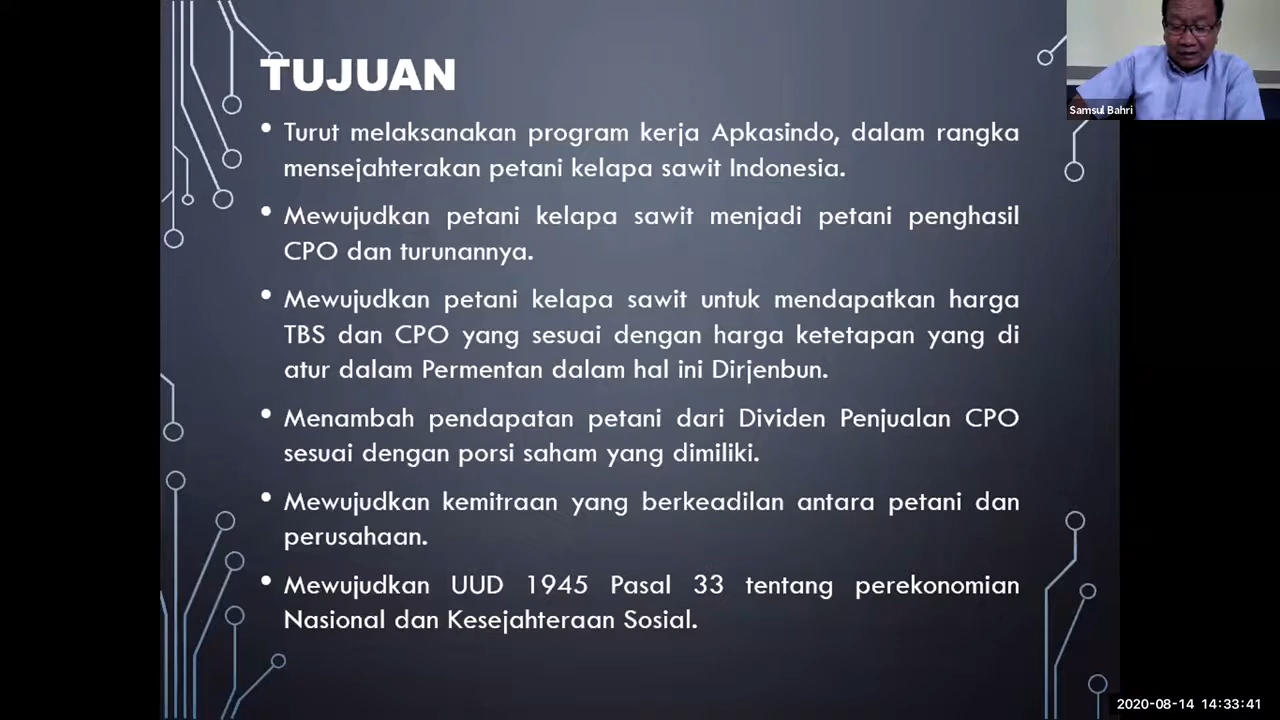 TUJUAN
• Turut melaksanakan program kerja Apkasindo, dalam rangka
mensejahterakan petani kelapa sawit Indonesia.
• Mewujudkan petani kelapa sawit menjadi petani penghasil
CPO dan turunannya.
• Mewujudkan petani kelapa sawit untuk mendapatkan harga
TBS dan CPO yang sesuai dengan harga ketetapan yang di
atur dalam Permentan dalam hal ini Dirjenbun.
• Menambah pendapatan petani dari Dividen Penjualan CPO
sesuai dengan porsi saham yang dimiliki.
• Mewujudkan kemitraan yang berkeadilan antara petani dan
perusahaan.
• Mewujudkan UUD 1945 Pasal 33 tentang perekonomian
Nasional dan Kesejahteraan Sosial.
Samsul Bahri
2020-08-14 14:33:41